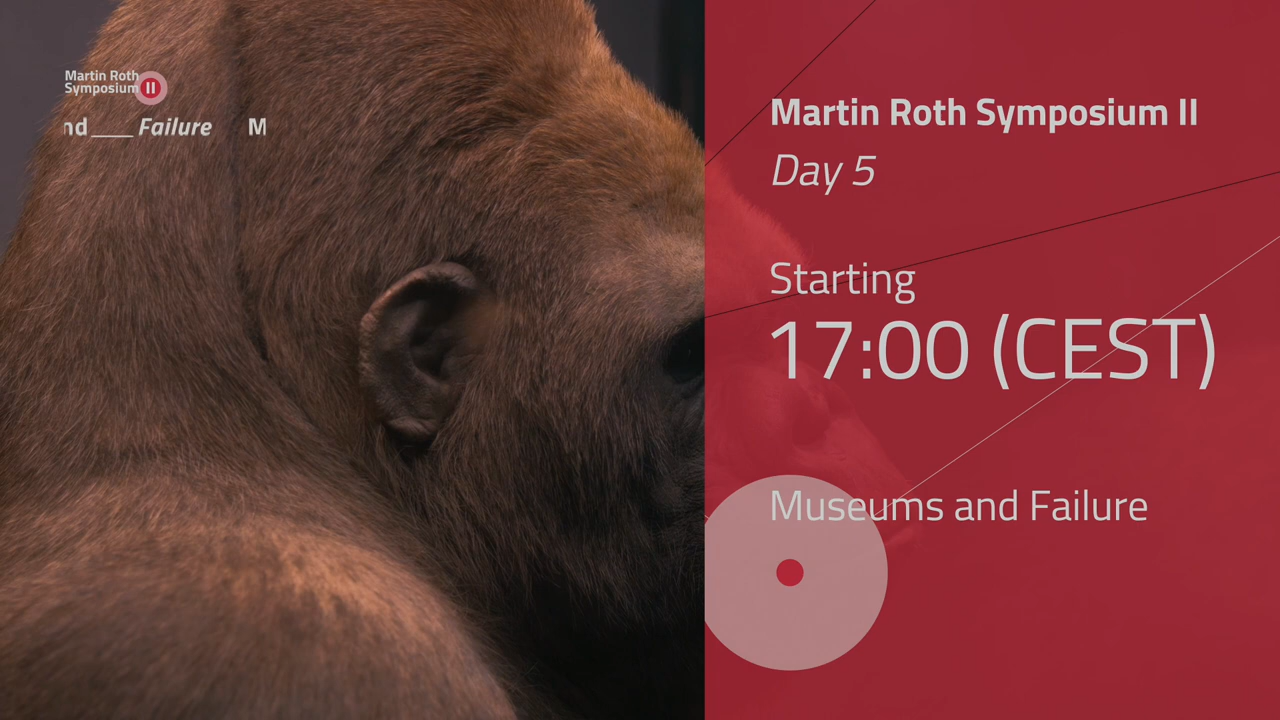 Martin Roth
Symposium II
nd ___ Failure M
Martin Roth Symposium II
Day 5
Starting
17:00 (CEST)
Museums and Failure